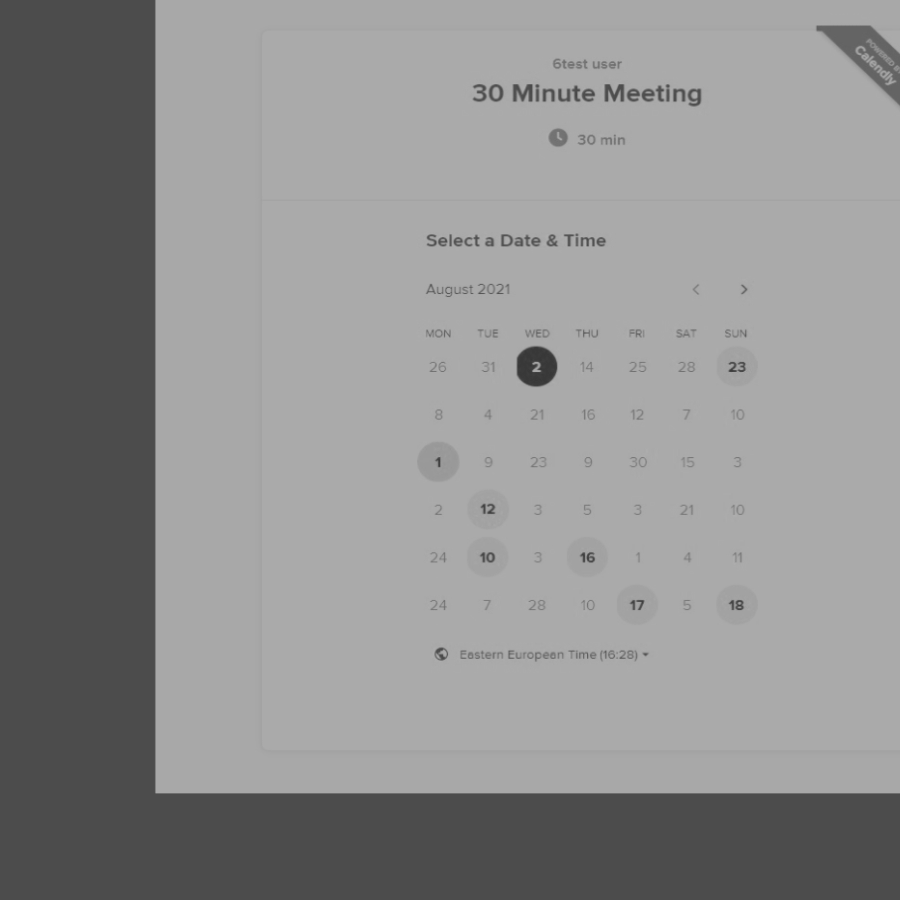 POWERED BY
Calendly
6test user
30 Minute Meeting
30 min
Select a Date & Time
August 2021
MON TUE WED THU FRI SAT SUN
26 31 2 14 25 28 23
8 4 21 16 12 7 10
1 9 23 9 30 15 3
2 12 3 5 3 21 10
24 10 3 16 1 4 11
24 7 28 10 17 5 18
Eastern European Time (16:28)